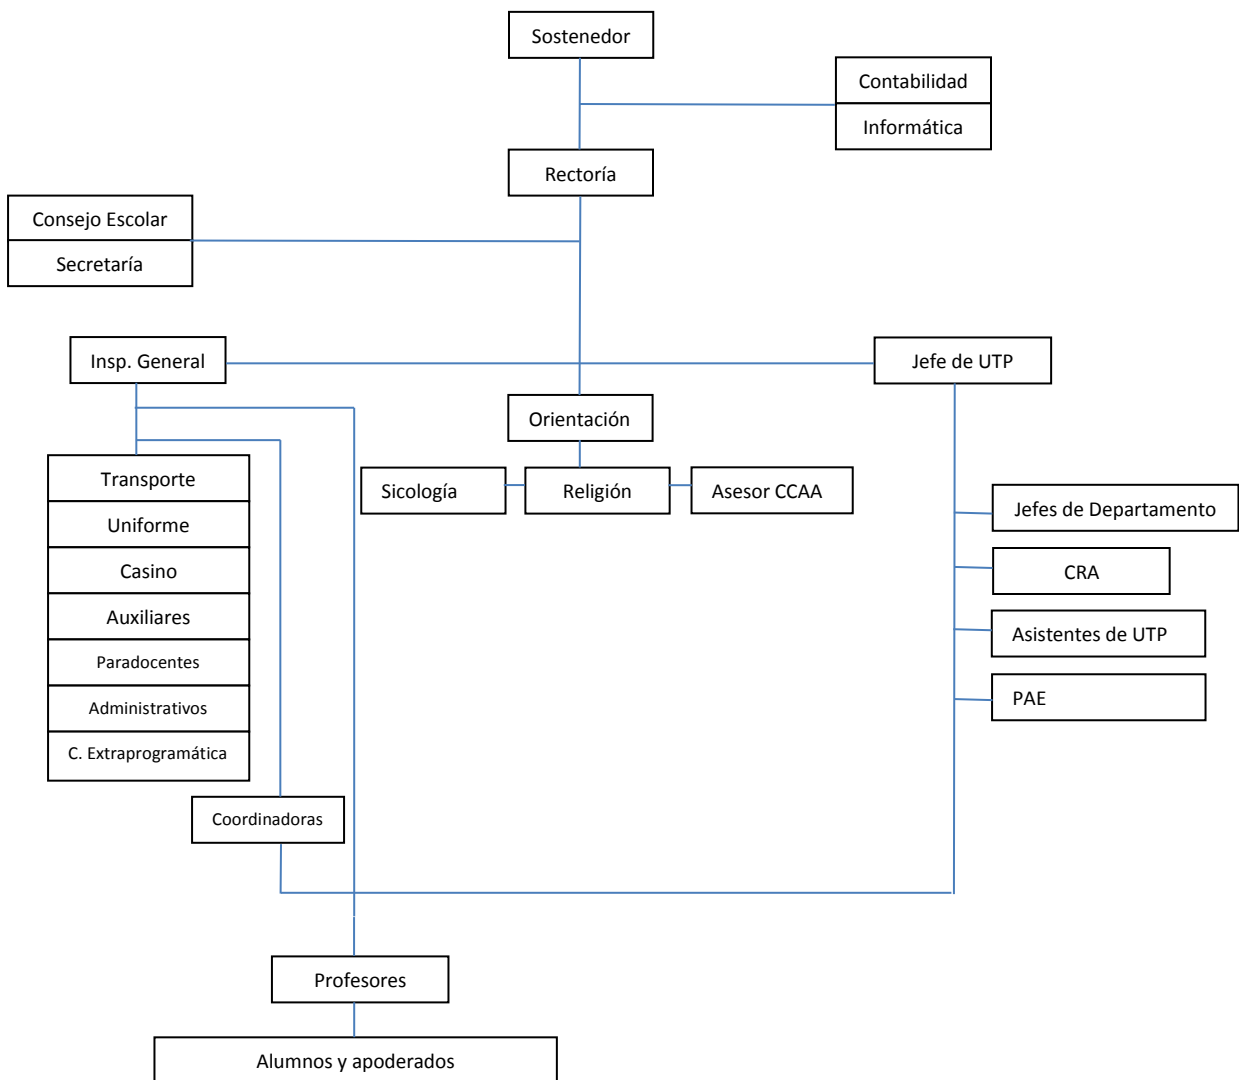 Sostenedor
Contabilidad
Informática
Rectoría
Consejo Escolar
Secretaría
Insp. General
Jefe de UTP
Orientación
Sicología
Religión
Asesor CCAA
Transporte
Uniforme
Casino
Auxiliares
Paradocentes
Administrativos
C. Extraprogramática
Jefes de Departamento
CRA
Asistentes de UTP
PAE
Coordinadoras
Profesores
Alumnos y apoderados